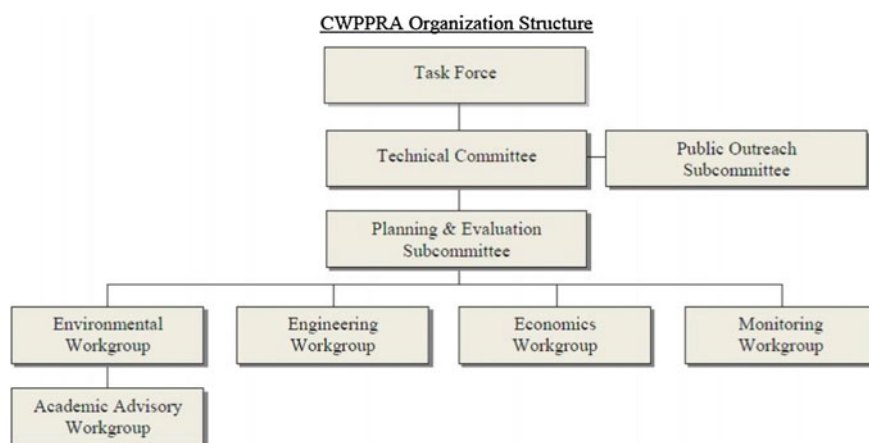 CWPPRA Organization Structure
Task Force
Technical Committee
Public Outreach
Subcommittee
Planning & Evaluation
Subcommittee
Environmental
Workgroup
Engineering
Workgroup
Economics
Workgroup
Monitoring
Workgroup
Academic Advisory
Workgroup